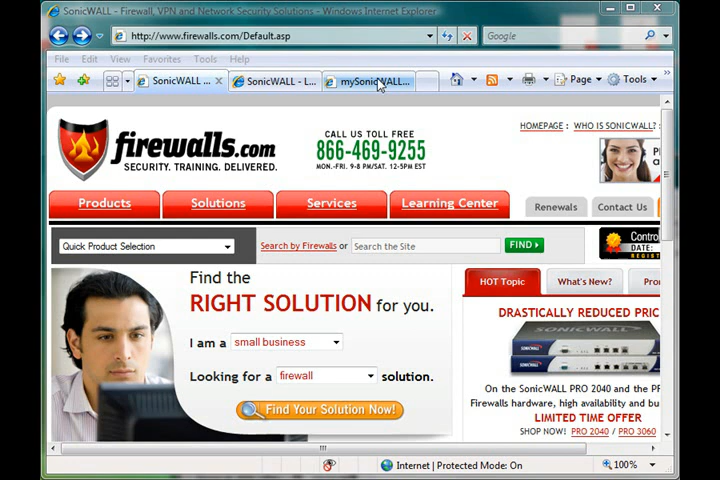 SonicWALL - Firewall, VPN and Network Security Solutions - Windows Internet Explorer
http://www.firewalls.com/Default.asp
Google
File Edit View Favorites Tools Help
SonicWALL ...
SonicWALL - L...
mySonicWALL...
Page
Tools
firewalls.com
SECURITY. TRAINING. DELIVERED.
CALL US TOLL FREE
866-469-9255
MON.-FRI. 9-8 PM/SAT. 12-5PM EST
HOMEPAGE : WHO IS SONICWALL? :
Products
Solutions
Services
Learning Center
Renewals
Contact Us
Quick Product Selection
Search by Firewalls or
Search the Site
FIND
Contro
DATE:
REGIST
Find the
RIGHT SOLUTION for you.
I am a small business
Looking for a firewall solution.
Find Your Solution Now!
HOT Topic
What's New?
Pro
DRASTICALLY REDUCED PRIC
SONICWALL
On the SonicWALL PRO 2040 and the PR
Firewalls hardware, high availability and bu
LIMITED TIME OFFER
SHOP NOW! PRO 2040 / PRO 3060
Internet | Protected Mode: On
100%